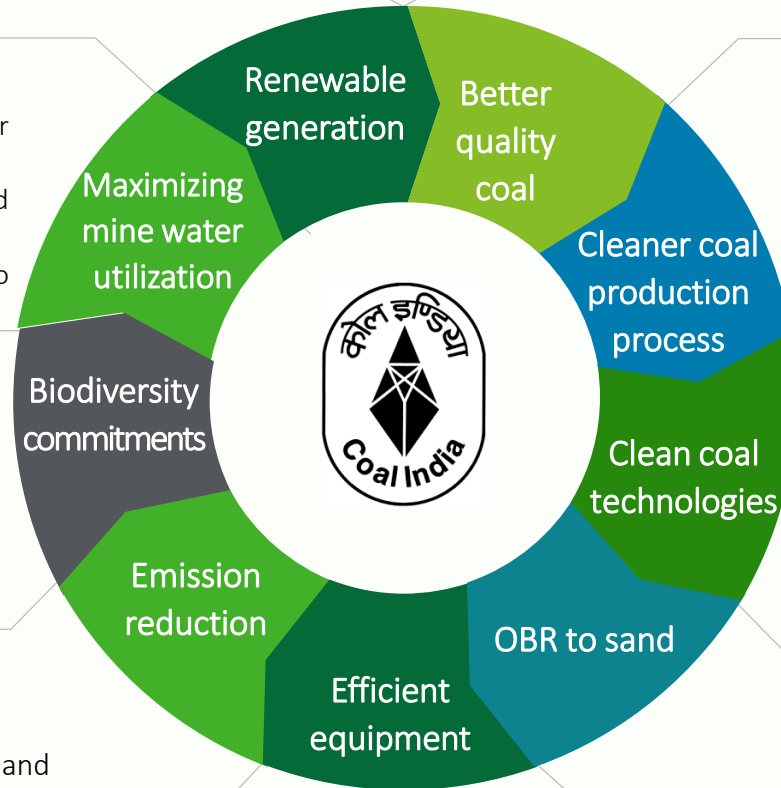 Renewable
generation
Better
quality
coal
Cleaner coal
production
process
Clean coal
technologies
OBR to sand
Efficient
equipment
Emission
reduction
Biodiversity
commitments
Maximizing
mine water
utilization
कोल इण्डिया
Coal India
and